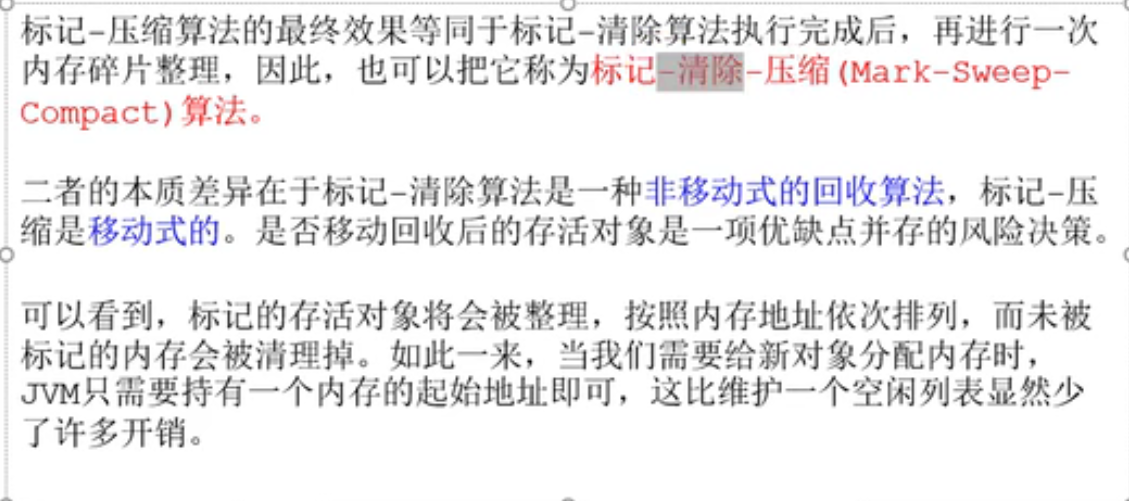 标记-压缩算法的最终效果等同于标记-清除算法执行完成后，再进行一次
内存碎片整理，因此，也可以把它称为标记-清除-压缩(Mark-Sweep-
Compact)算法。
二者的本质差异在于标记-清除算法是一种非移动式的回收算法，标记-压
缩是移动式的。是否移动回收后的存活对象是一项优缺点并存的风险决策。
可以看到，标记的存活对象将会被整理，按照内存地址依次排列，而未被
标记的内存会被清理掉。如此一来，当我们需要给新对象分配内存时，
JVM只需要持有一个内存的起始地址即可，这比维护一个空闲列表显然少
了许多开销。